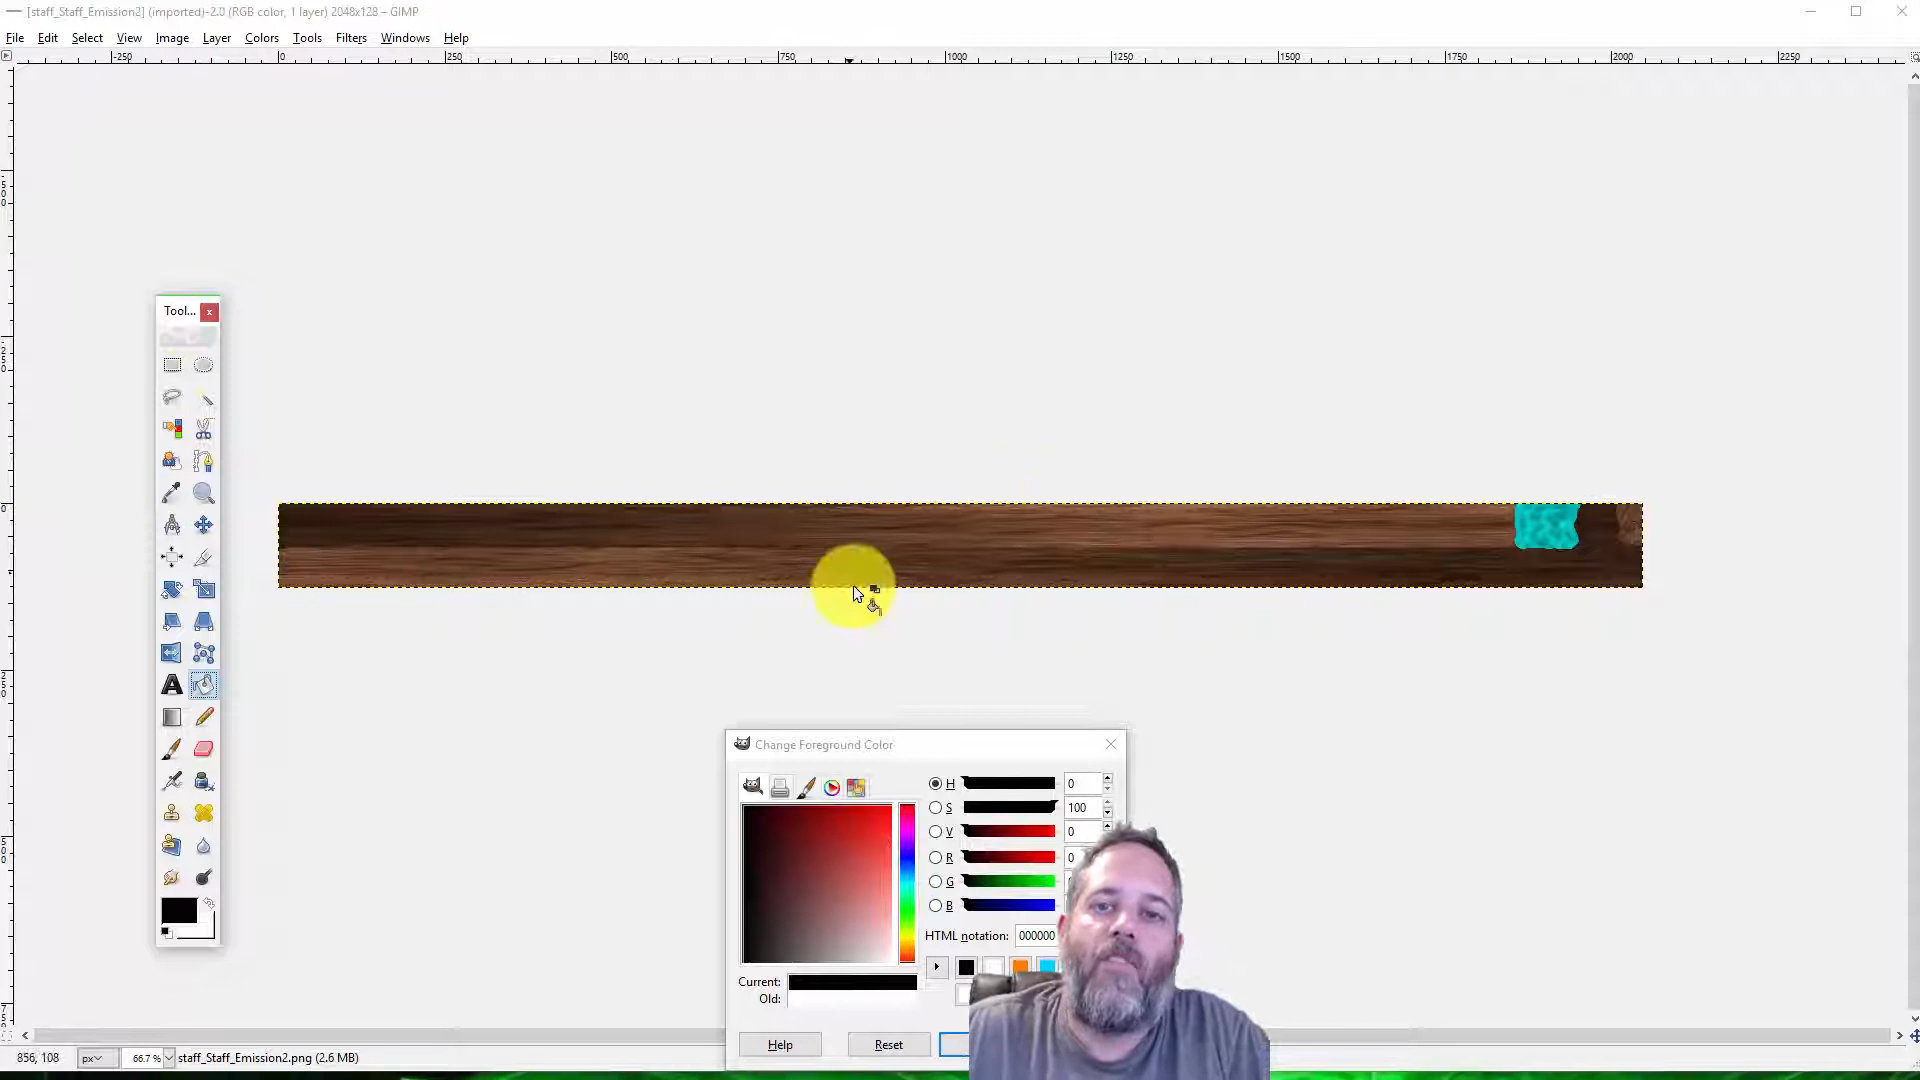 [staff_Staff_Emission2] (imported)-2.0 (RGB color, 1 layer) 2048x128 – GIMP
File Edit Select View Image Layer Colors Tools Filters Windows Help
-250 0 250 500 750 1000 1250 1500 1750 2000 2250
Tool...
Change Foreground Color
H 0
S 100
V 0
R 0
G
B
HTML notation: 000000
Current:
Old:
Help Reset
856, 108 px 66.7 % staff_Staff_Emission2.png (2.6 MB)